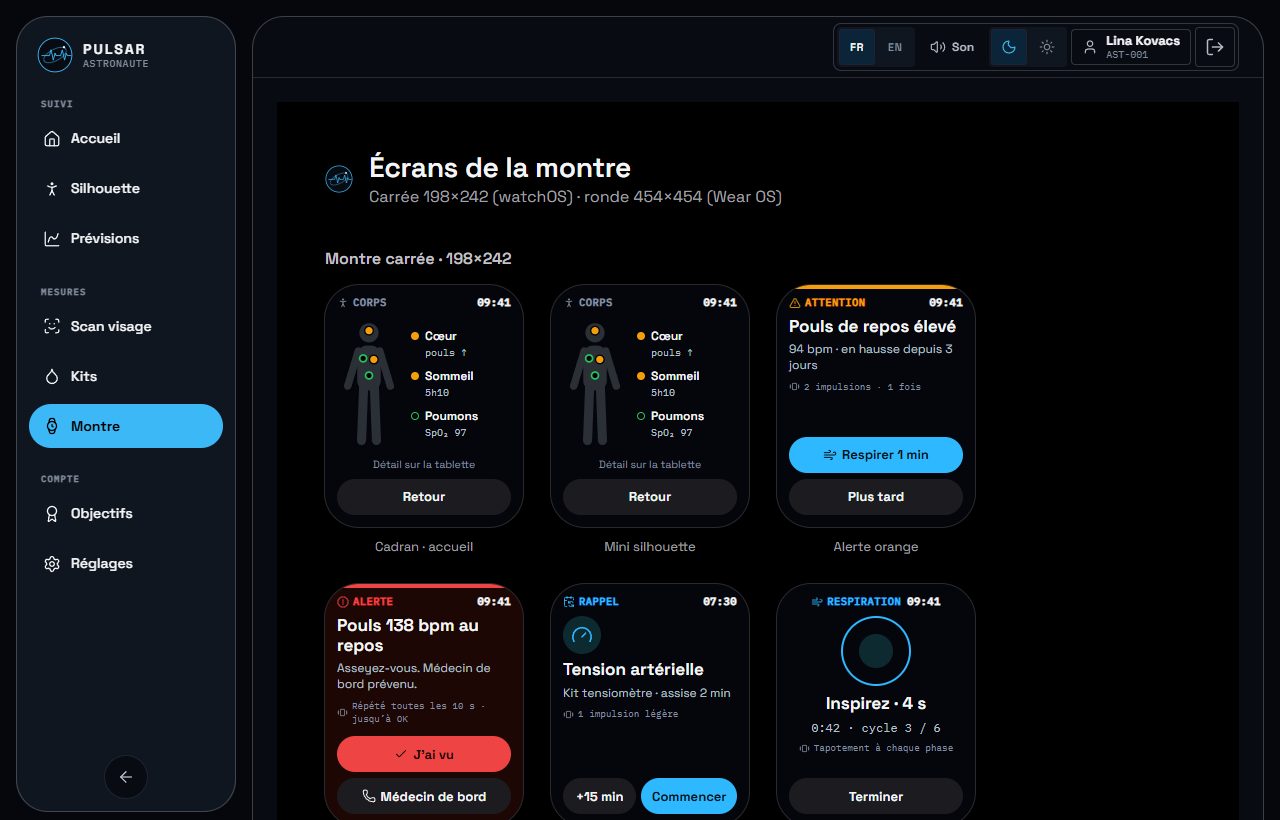 PULSAR
ASTRONAUTE
SUIVI
Accueil
Silhouette
Prévisions
MESURES
Scan visage
Kits
Montre
COMPTE
Objectifs
Réglages
FR
EN
Son
Lina Kovacs
AST-001
Écrans de la montre
Carrée 198×242 (watchOS) · ronde 454×454 (Wear OS)
Montre carrée · 198×242
CORPS 09:41
Cœur
pouls ↑
Sommeil
5h10
Poumons
SpO₂ 97
Détail sur la tablette
Retour
Cadran · accueil
CORPS 09:41
Cœur
pouls ↑
Sommeil
5h10
Poumons
SpO₂ 97
Détail sur la tablette
Retour
Mini silhouette
ATTENTION 09:41
Pouls de repos élevé
94 bpm · en hausse depuis 3
jours
2 impulsions · 1 fois
Respirer 1 min
Plus tard
Alerte orange
ALERTE 09:41
Pouls 138 bpm au
repos
Asseyez-vous. Médecin de
bord prévenu.
Répété toutes les 10 s ·
jusqu'à OK
J'ai vu
Médecin de bord
RAPPEL 07:30
Tension artérielle
Kit tensiomètre · assise 2 min
1 impulsion légère
+15 min
Commencer
RESPIRATION 09:41
Inspirez · 4 s
0:42 · cycle 3 / 6
Tapotement à chaque phase
Terminer